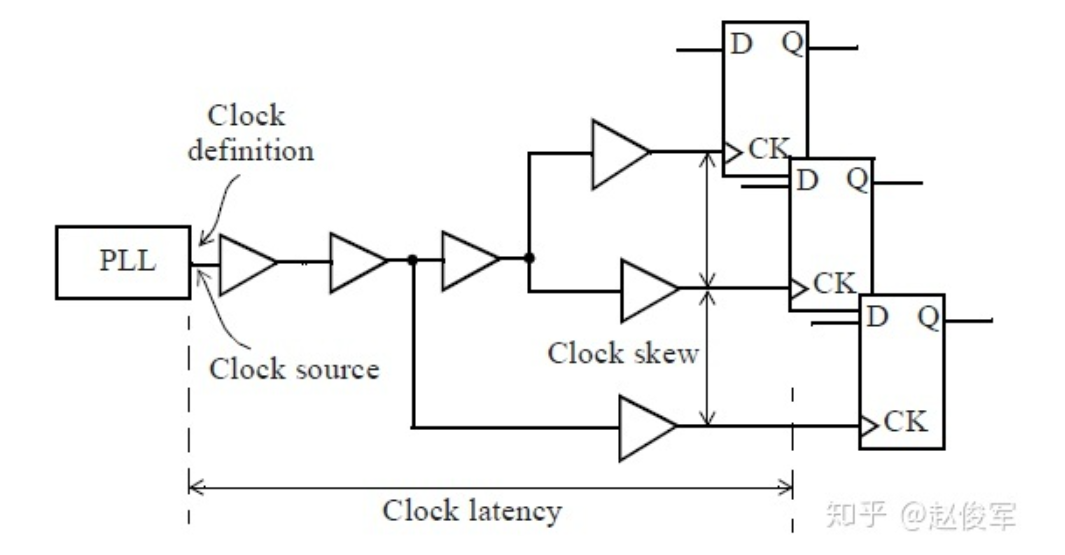 D Q
CK
Clock
definition
D Q
CK
PLL
D Q
CK
Clock source
Clock skew
Clock latency
知乎 @赵俊军